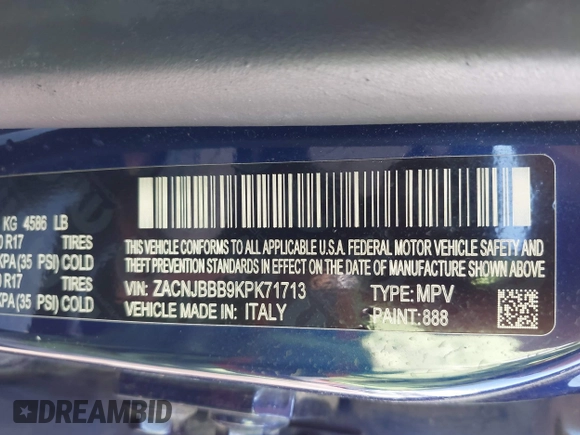 KG 4586 LB
R17 TIRES
KPA(35 PSI) COLD
R17 TIRES
KPA(35 PSI) COLD
THIS VEHICLE CONFORMS TO ALL APPLICABLE U.S.A. FEDERAL MOTOR VEHICLE SAFETY AND
THEFT PREVENTION STANDARDS IN EFFECT ON THE DATE OF MANUFACTURE SHOWN ABOVE.
VIN: ZACNJBBB9KPK71713 TYPE: MPV
VEHICLE MADE IN: ITALY PAINT: 888
DREAMBID